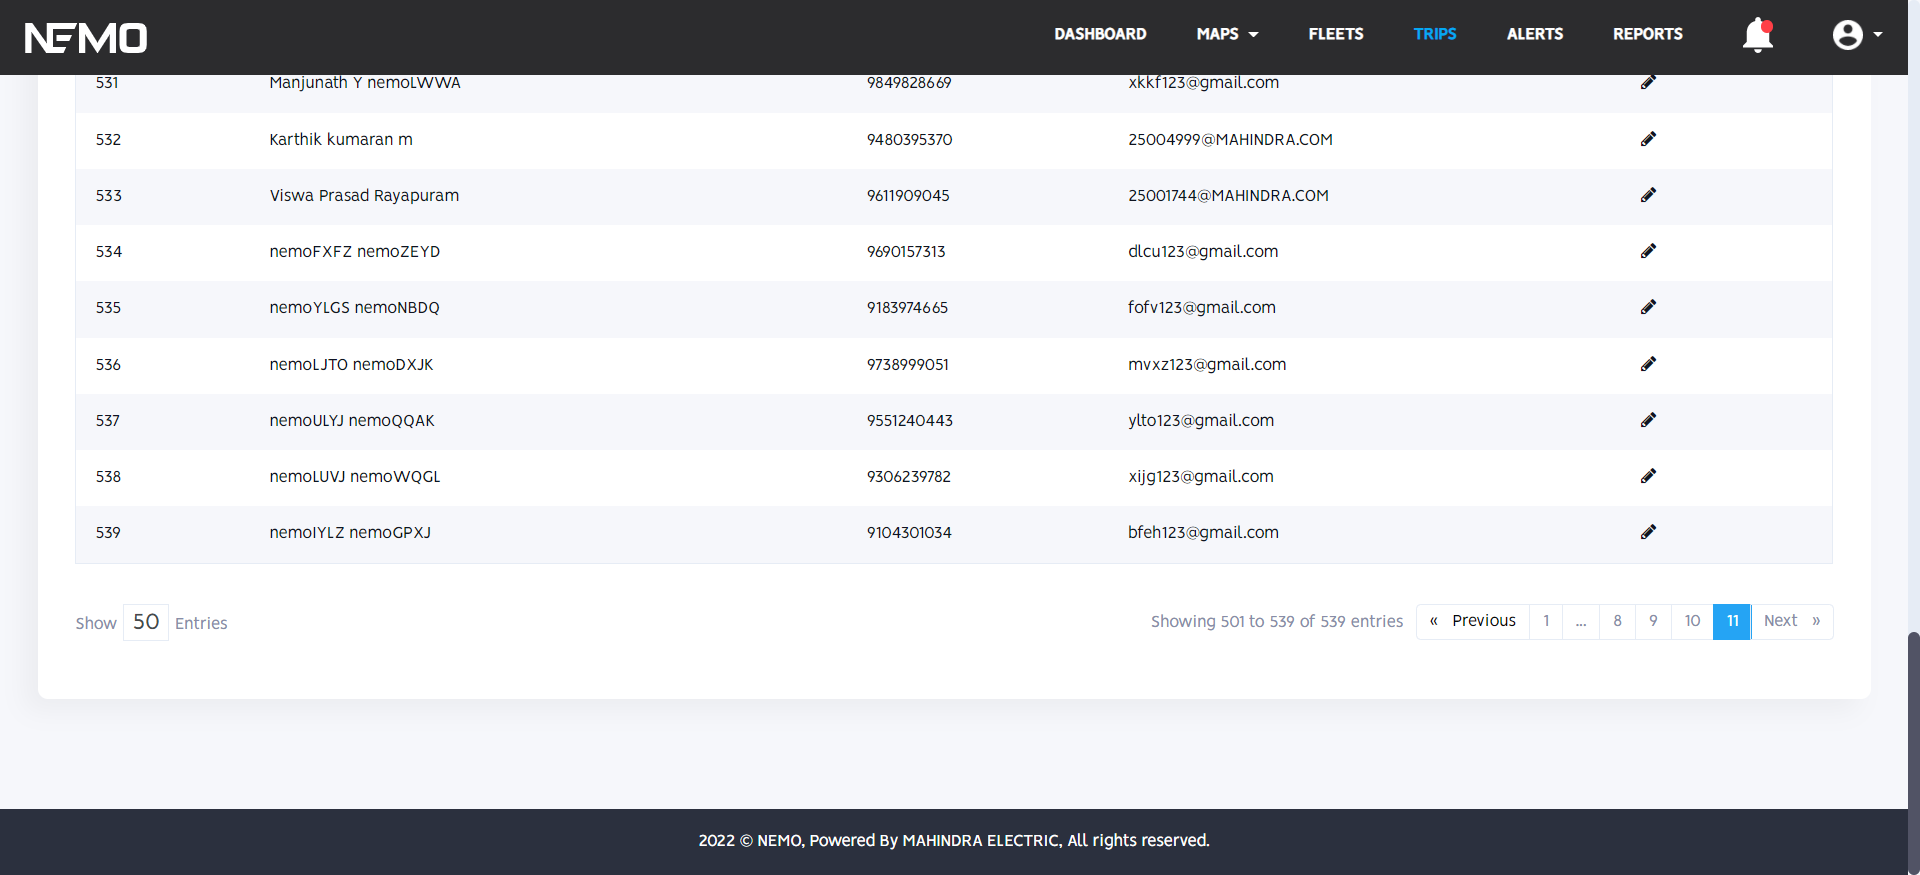 NEMO DASHBOARD MAPS FLEETS TRIPS ALERTS REPORTS
531 Manjunath Y nemoLWWA 9849828669 xkkf123@gmail.com
532 Karthik kumaran m 9480395370 25004999@MAHINDRA.COM
533 Viswa Prasad Rayapuram 9611909045 25001744@MAHINDRA.COM
534 nemoFXFZ nemoZEYD 9690157313 dlcu123@gmail.com
535 nemoYLGS nemoNBDQ 9183974665 fofv123@gmail.com
536 nemoLJTO nemoDXJK 9738999051 mvxz123@gmail.com
537 nemoULYJ nemoQQAK 9551240443 ylto123@gmail.com
538 nemoLUVJ nemoWQGL 9306239782 xijg123@gmail.com
539 nemoIYLZ nemoGPXJ 9104301034 bfeh123@gmail.com
Show 50 Entries Showing 501 to 539 of 539 entries « Previous 1 ... 8 9 10 11 Next »
2022 © NEMO, Powered By MAHINDRA ELECTRIC, All rights reserved.